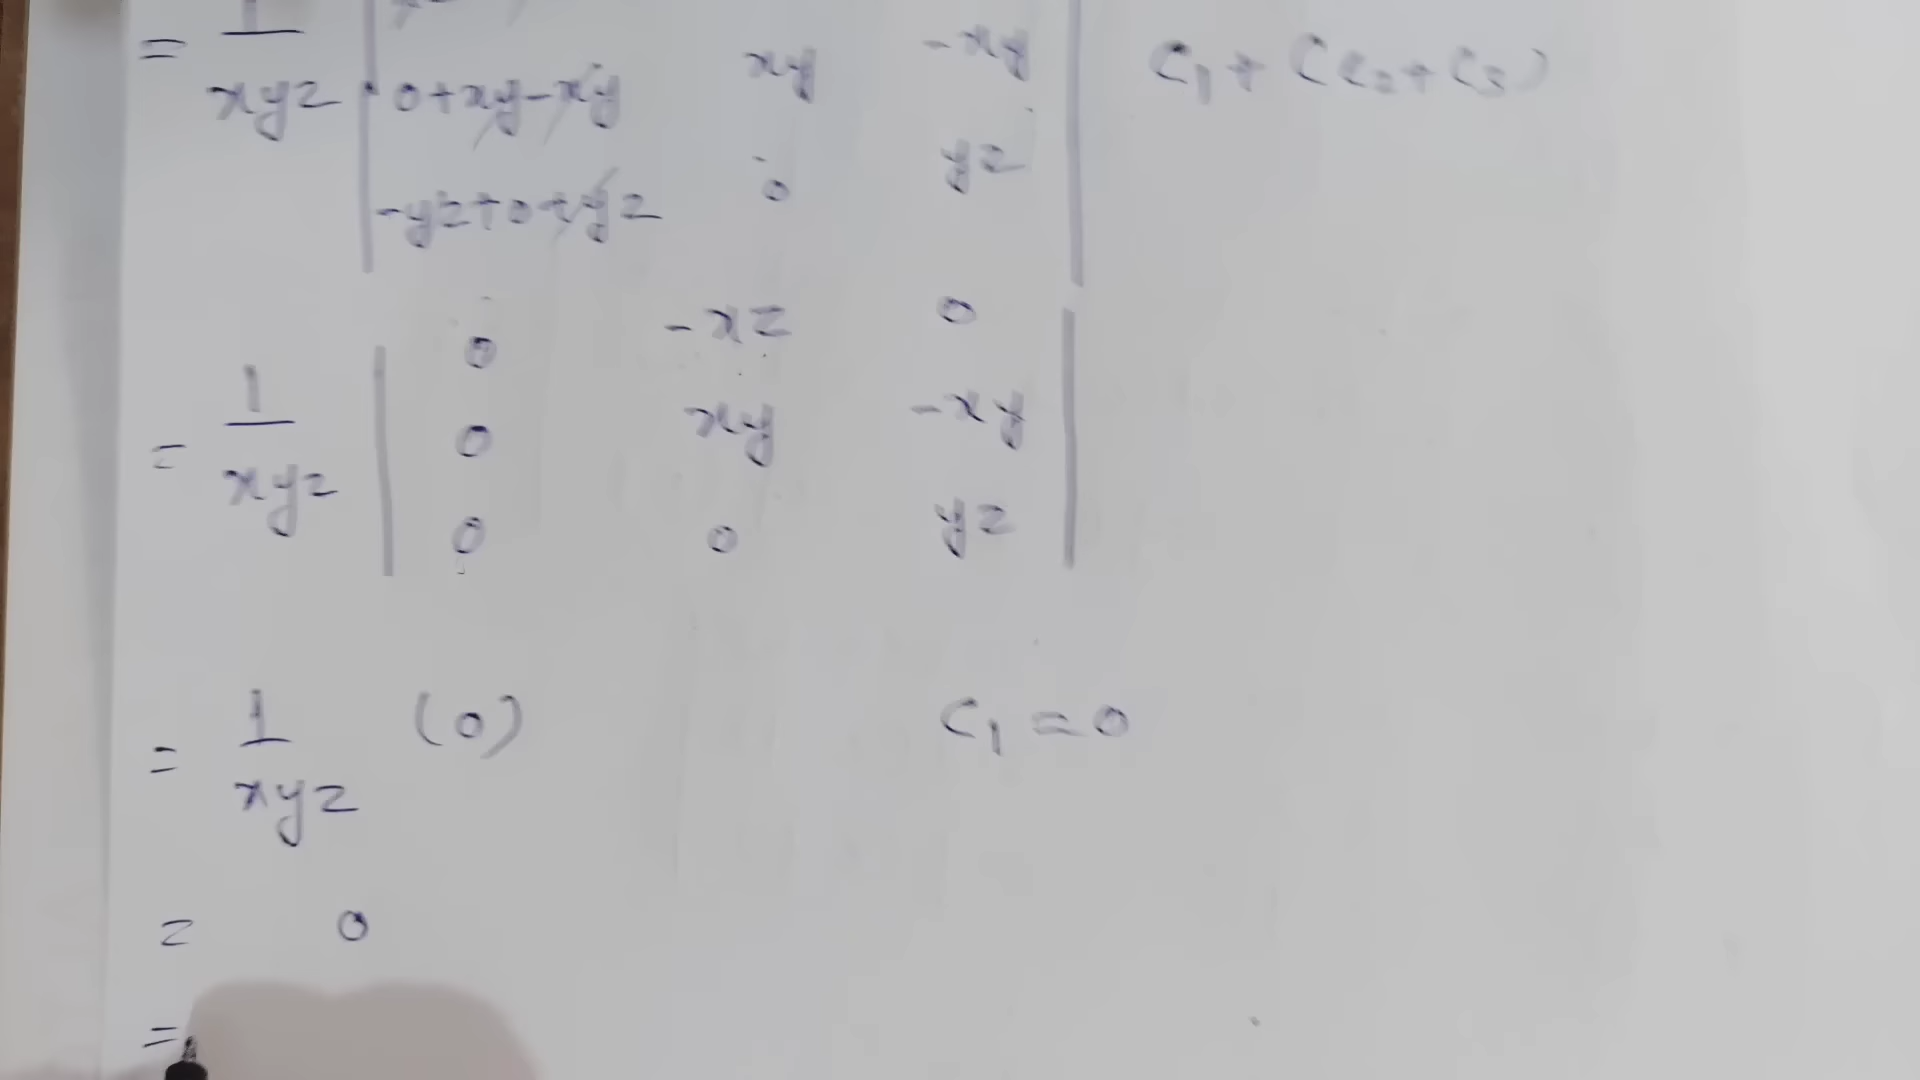 = 1/xyz | 0+xy-xy xy -xy | C₁ + (C₂ + C₃)
| -yz+0+yz 0 yz |
= 1/xyz | 0 -xz 0 |
| 0 xy -xy |
| 0 0 yz |
= 1/xyz (0) C₁ = 0
= 0
=